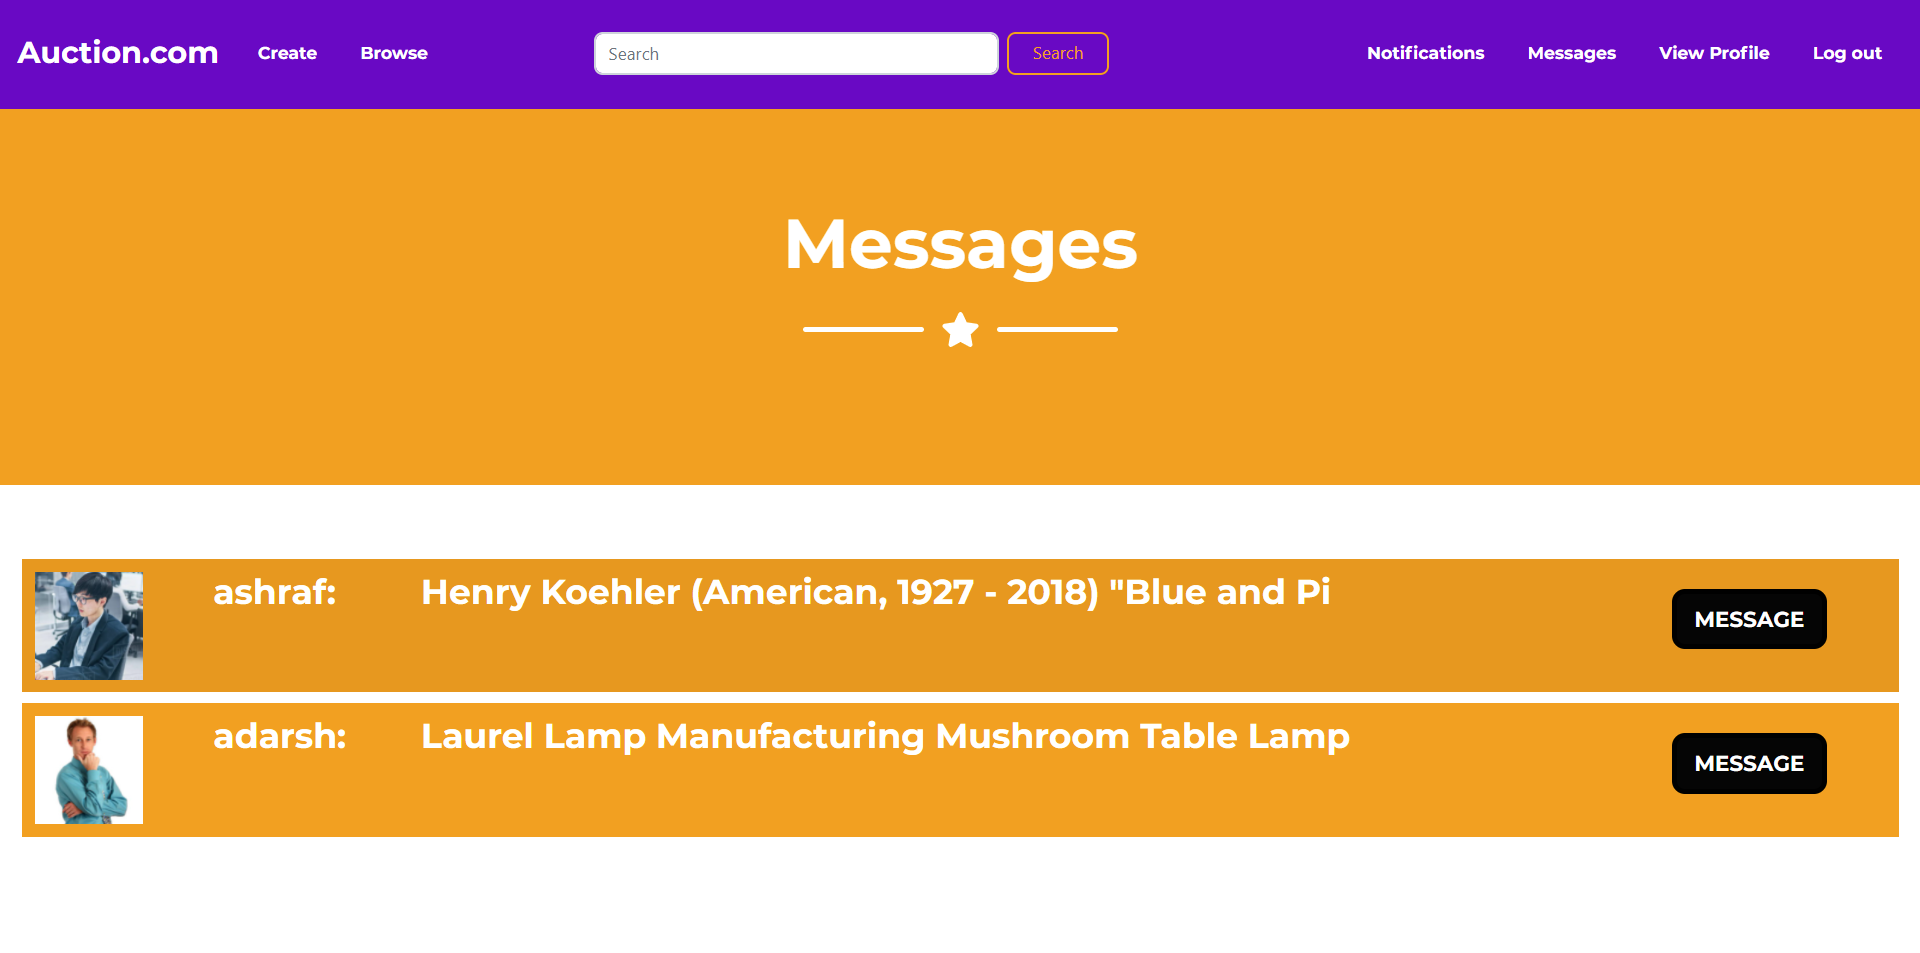 Auction.com Create Browse Search Search Notifications Messages View Profile Log out
Messages
ashraf: Henry Koehler (American, 1927 - 2018) "Blue and Pi MESSAGE
adarsh: Laurel Lamp Manufacturing Mushroom Table Lamp MESSAGE